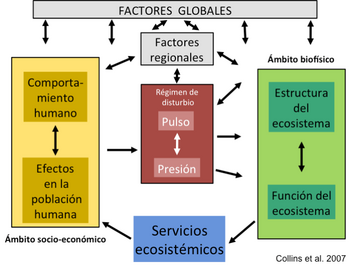 FACTORES GLOBALES
Factores
regionales
Ámbito biofísico
Comporta-
miento
humano
Régimen de
disturbio
Pulso
Presión
Estructura
del
ecosistema
Efectos
en la
población
humana
Función del
ecosistema
Ámbito socio-económico
Servicios
ecosistémicos
Collins et al. 2007